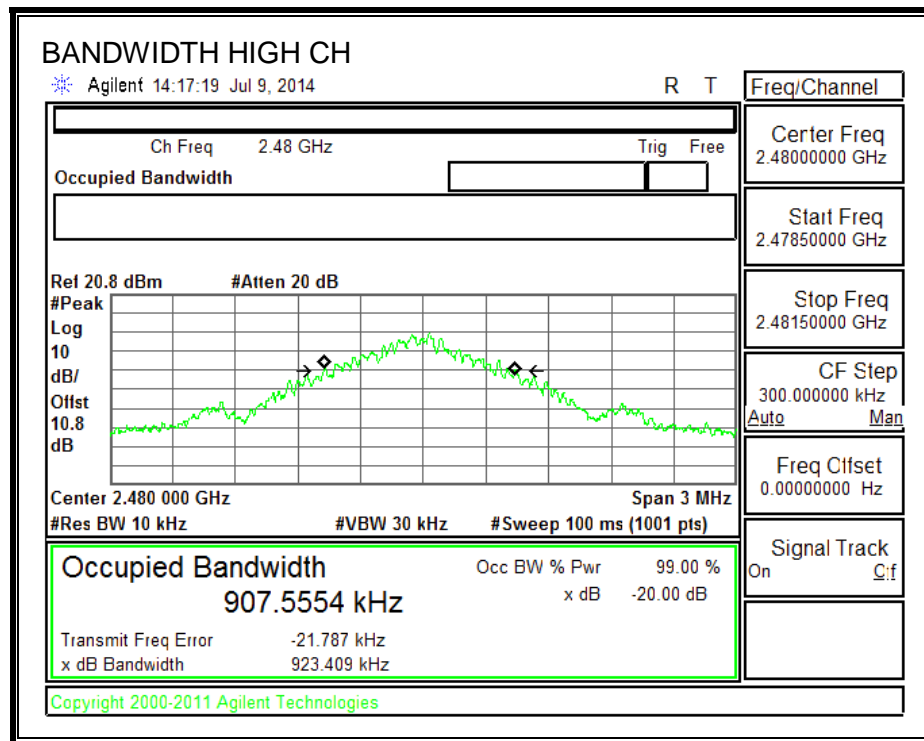 BANDWIDTH HIGH CH
Agilent 14:17:19 Jul 9, 2014 R T
Freq/Channel
Ch Freq 2.48 GHz Trig Free
Occupied Bandwidth
Center Freq
2.48000000 GHz
Start Freq
2.47850000 GHz
Stop Freq
2.48150000 GHz
CF Step
300.000000 kHz
Auto Man
Freq Offset
0.00000000 Hz
Signal Track
On Off
Ref 20.8 dBm #Atten 20 dB
#Peak
Log
10
dB/
Offst
10.8
dB
Center 2.480 000 GHz Span 3 MHz
#Res BW 10 kHz #VBW 30 kHz #Sweep 100 ms (1001 pts)
Occupied Bandwidth
907.5554 kHz
Occ BW % Pwr 99.00 %
x dB -20.00 dB
Transmit Freq Error -21.787 kHz
x dB Bandwidth 923.409 kHz
Copyright 2000-2011 Agilent Technologies